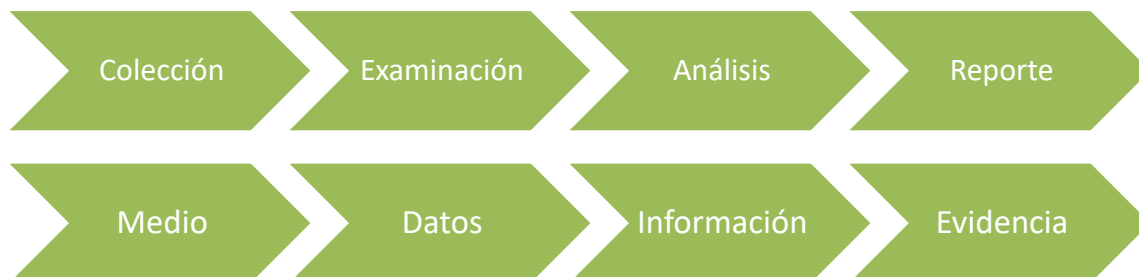 Colección Examinación Análisis Reporte
Medio Datos Información Evidencia